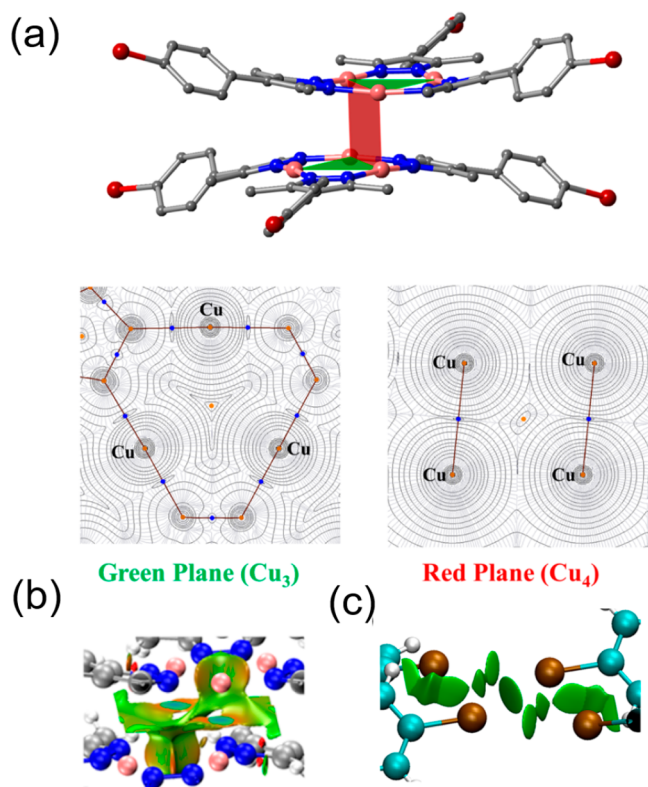 (a)
Cu
Cu
Cu
Cu
Cu
Cu
Cu
Green Plane (Cu₃)
Red Plane (Cu₄)
(b)
(c)